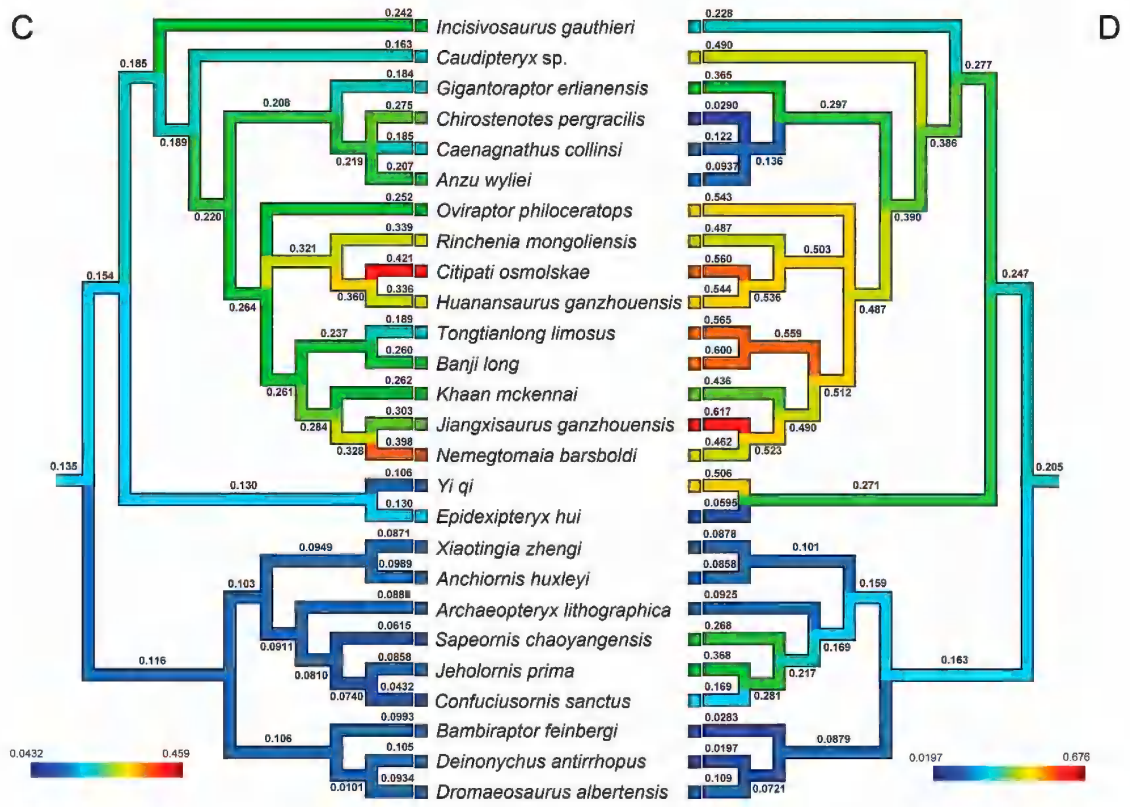 C D
0.242 Incisivosaurus gauthieri 0.228
0.163 Caudipteryx sp. 0.490
0.185 0.277
0.184 Gigantoraptor erlianensis 0.365
0.208 0.297
0.275 Chirostenotes pergracilis 0.0290
0.189 0.185 Caenagnathus collinsi 0.122 0.386
0.219 0.136
0.207 Anzu wyliei 0.0937
0.220 0.390
0.252 Oviraptor philoceratops 0.543
0.339 Rinchenia mongoliensis 0.487
0.321 0.503
0.421 Citipati osmolskae 0.560
0.154 0.247
0.360 0.336 Huanansaurus ganzhouensis 0.544 0.536
0.264 0.487
0.189 Tongtianlong limosus 0.565
0.237 0.559
0.260 Banji long 0.600
0.261 0.512
0.262 Khaan mckennai 0.436
0.284 0.303 Jiangxisaurus ganzhouensis 0.617 0.490
0.328 0.398 Nemegtomaia barsboldi 0.462 0.523
0.135 0.205
0.106 Yi qi 0.506
0.130 0.271
0.130 Epidexipteryx hui 0.0595
0.0871 Xiaotingia zhengi 0.0878
0.0949 0.101
0.0989 Anchiornis huxleyi 0.0858
0.103 0.159
0.0888 Archaeopteryx lithographica 0.0925
0.0911 0.0615 Sapeornis chaoyangensis 0.268 0.169
0.116 0.163
0.0810 0.0858 Jeholornis prima 0.368 0.217
0.0740 0.0432 Confuciusornis sanctus 0.169 0.281
0.0993 Bambiraptor feinbergi 0.0283
0.106 0.0879
0.105 Deinonychus antirrhopus 0.0197
0.0101 0.0934 Dromaeosaurus albertensis 0.109 0.0721
0.0432 0.459
0.0197 0.676